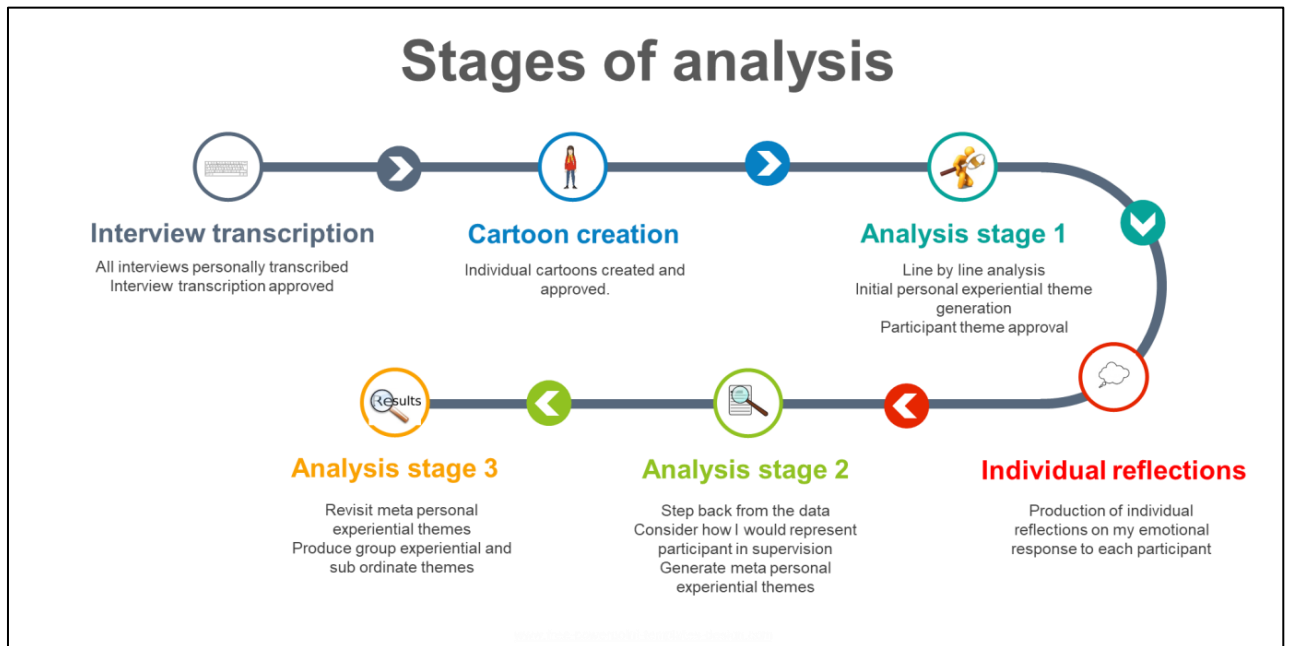 Stages of analysis
Interview transcription
All interviews personally transcribed
Interview transcription approved
Cartoon creation
Individual cartoons created and
approved.
Analysis stage 1
Line by line analysis
Initial personal experiential theme
generation
Participant theme approval
Individual reflections
Production of individual
reflections on my emotional
response to each participant
Analysis stage 2
Step back from the data
Consider how I would represent
participant in supervision
Generate meta personal
experiential themes
Results
Analysis stage 3
Revisit meta personal
experiential themes
Produce group experiential and
sub ordinate themes